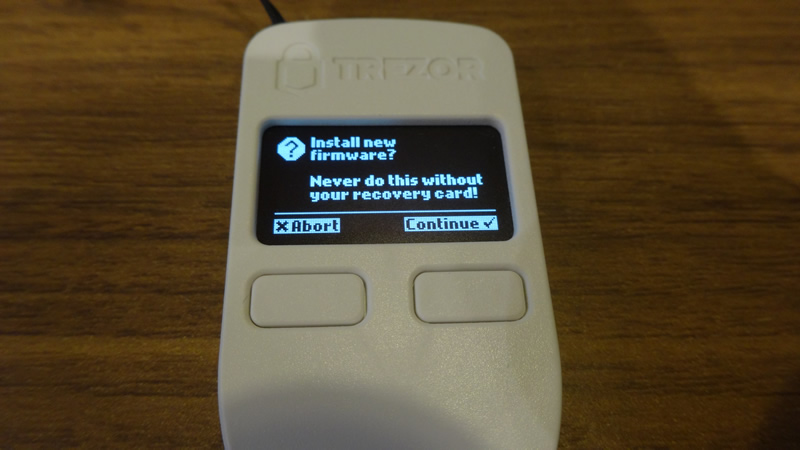 TREZOR
Install new
firmware?
Never do this without
your recovery card!
Abort Continue